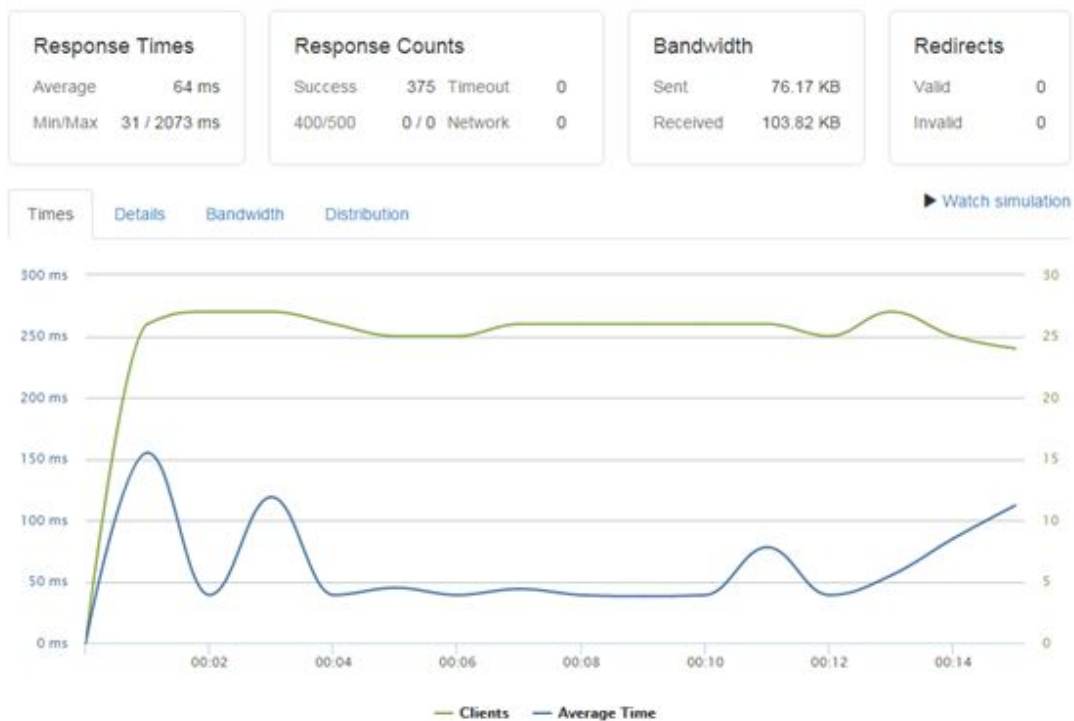 Response Times
Average 64 ms
Min/Max 31 / 2073 ms
Response Counts
Success 375 Timeout 0
400/500 0 / 0 Network 0
Bandwidth
Sent 76.17 KB
Received 103.82 KB
Redirects
Valid 0
Invalid 0
Times Details Bandwidth Distribution Watch simulation
300 ms 30
250 ms 25
200 ms 20
150 ms 15
100 ms 10
50 ms 5
0 ms 0
00:02 00:04 00:06 00:08 00:10 00:12 00:14
Clients Average Time